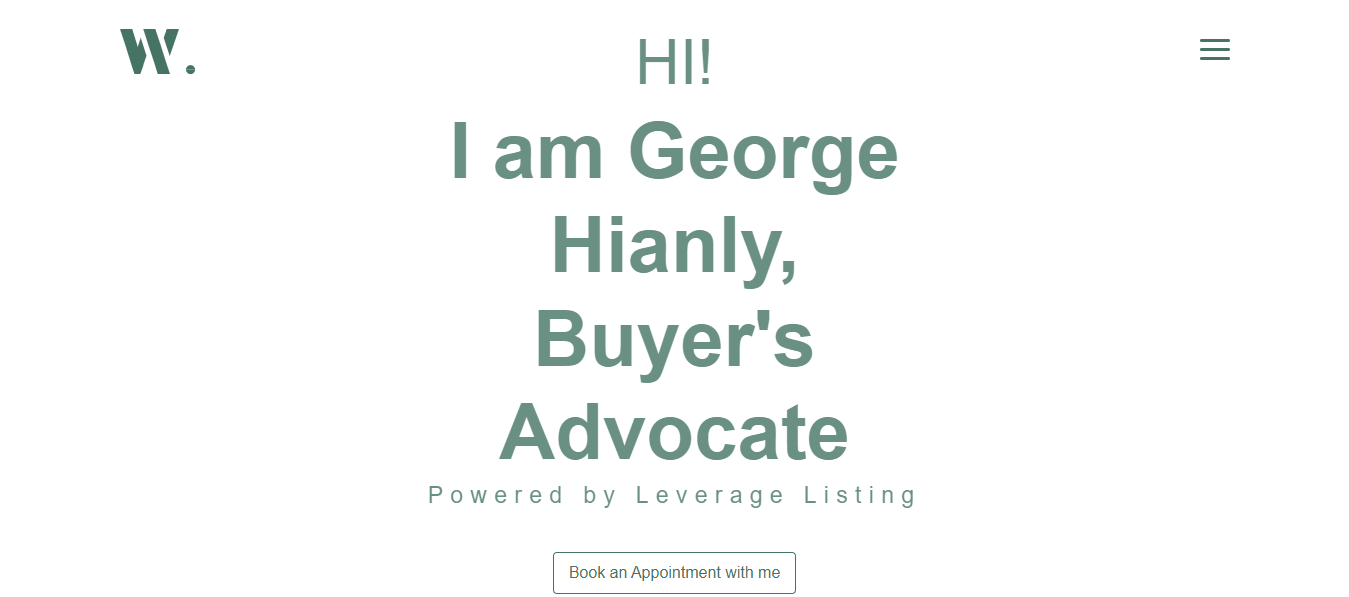 W.
HI!
I am George
Hianly,
Buyer's
Advocate
Powered by Leverage Listing
Book an Appointment with me